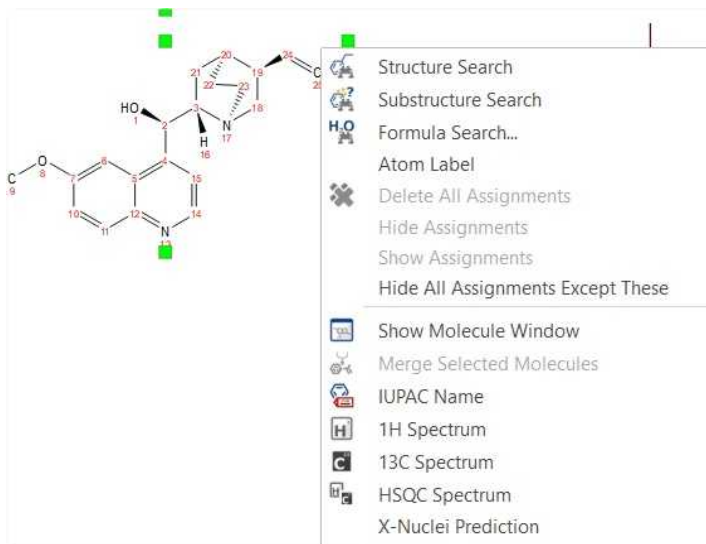 20
24
21
19
C
25
22
23
HO
1
3
18
2
N
17
H
16
O
8
C
9
6
4
7
5
15
10
12
14
11
N
13
Structure Search
Substructure Search
H₂O Formula Search...
Atom Label
Delete All Assignments
Hide Assignments
Show Assignments
Hide All Assignments Except These
Show Molecule Window
Merge Selected Molecules
IUPAC Name
H 1H Spectrum
C 13C Spectrum
H C HSQC Spectrum
X-Nuclei Prediction